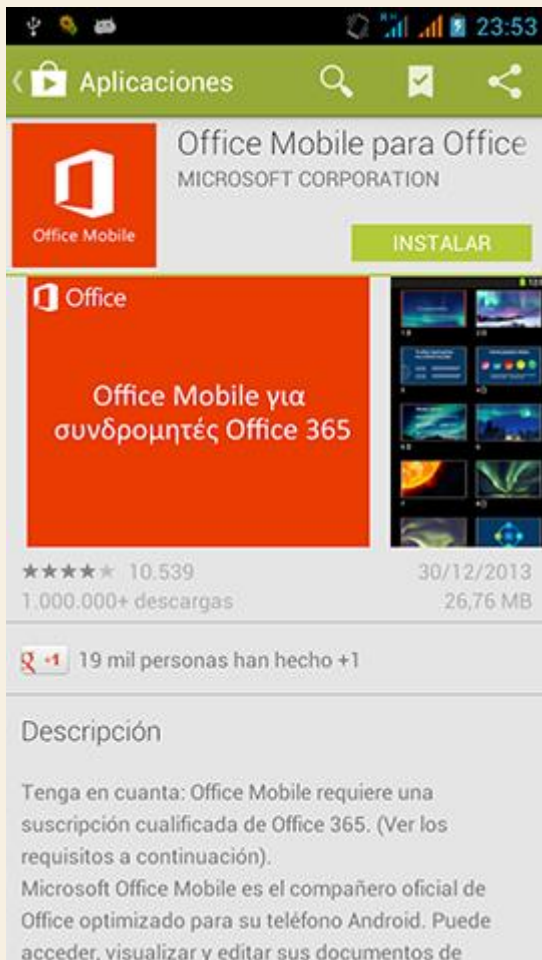 23:53
Aplicaciones
Office Mobile para Office
MICROSOFT CORPORATION
Office Mobile
INSTALAR
Office
Office Mobile για
συνδρομητές Office 365
10.539
30/12/2013
1.000.000+ descargas
26,76 MB
g +1 19 mil personas han hecho +1
Descripción
Tenga en cuanta: Office Mobile requiere una
suscripción cualificada de Office 365. (Ver los
requisitos a continuación).
Microsoft Office Mobile es el compañero oficial de
Office optimizado para su teléfono Android. Puede
acceder, visualizar y editar sus documentos de